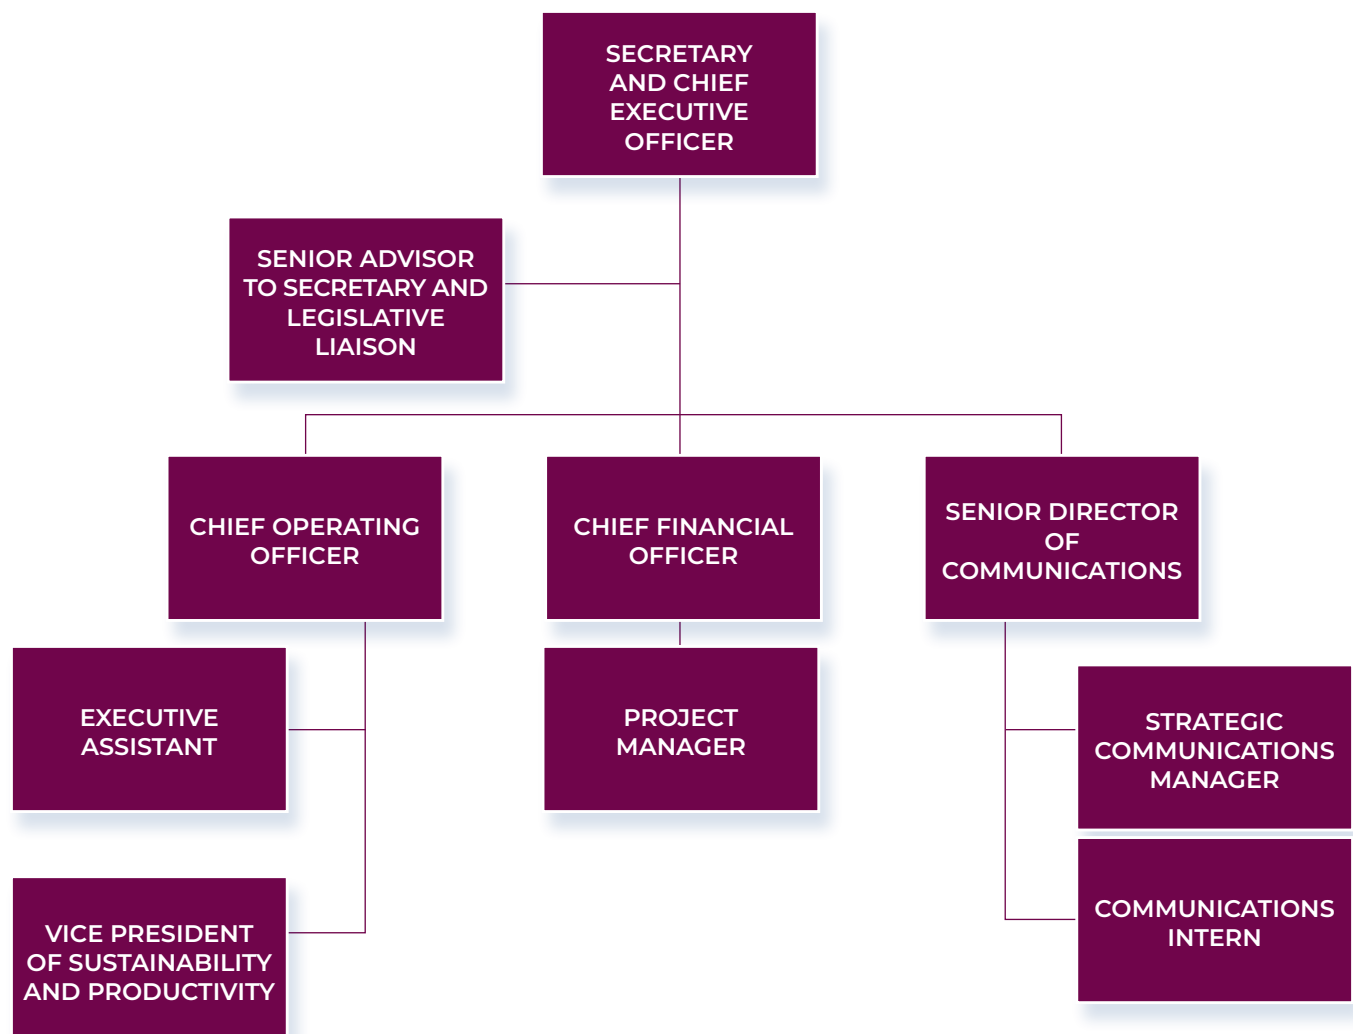 SECRETARY
AND CHIEF
EXECUTIVE
OFFICER
SENIOR ADVISOR
TO SECRETARY AND
LEGISLATIVE
LIAISON
CHIEF OPERATING
OFFICER
CHIEF FINANCIAL
OFFICER
SENIOR DIRECTOR
OF
COMMUNICATIONS
EXECUTIVE
ASSISTANT
PROJECT
MANAGER
STRATEGIC
COMMUNICATIONS
MANAGER
VICE PRESIDENT
OF SUSTAINABILITY
AND PRODUCTIVITY
COMMUNICATIONS
INTERN